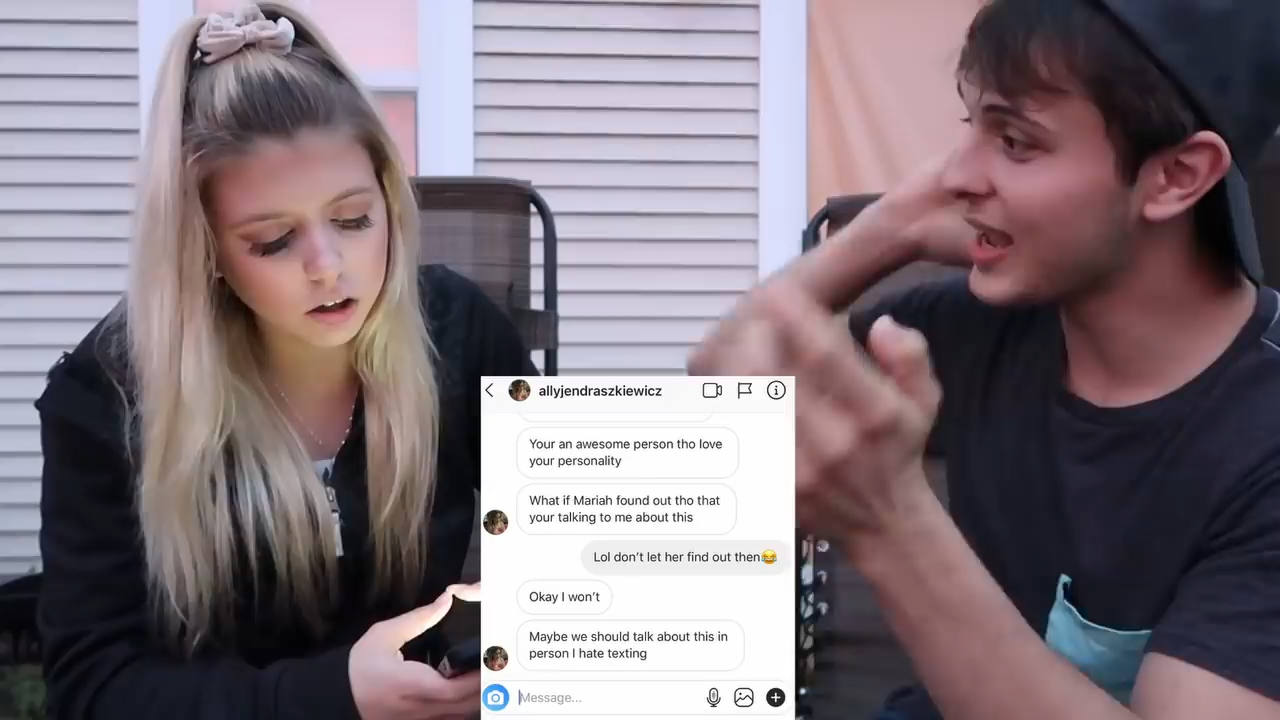 allyjendraszkiewicz
Your an awesome person tho love
your personality
What if Mariah found out tho that
your talking to me about this
Lol don't let her find out then😂
Okay I won't
Maybe we should talk about this in
person I hate texting
Message...